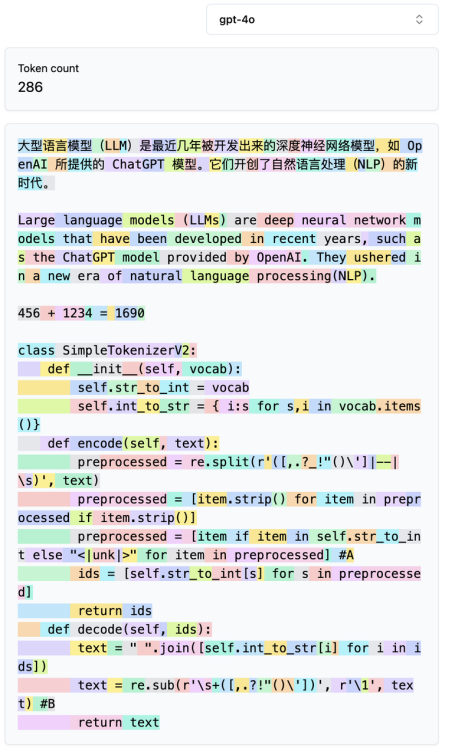 gpt-4o
Token count
286
大型语言模型 (LLM) 是最近几年被开发出来的深度神经网络模型，如 Op
enAI 所提供的 ChatGPT 模型。它们开创了自然语言处理 (NLP) 的新
时代。
Large language models (LLMs) are deep neural network m
odels that have been developed in recent years, such a
s the ChatGPT model provided by OpenAI. They ushered i
n a new era of natural language processing(NLP).
456 + 1234 = 1690
class SimpleTokenizerV2:
    def __init__(self, vocab):
        self.str_to_int = vocab
        self.int_to_str = { i:s for s,i in vocab.items
()}
    def encode(self, text):
        preprocessed = re.split(r'([,.?_!"()\']|--|
\s)', text)
        preprocessed = [item.strip() for item in prepr
ocessed if item.strip()]
        preprocessed = [item if item in self.str_to_in
t else "<|unk|>" for item in preprocessed] #A
        ids = [self.str_to_int[s] for s in preprocesse
d]
        return ids
    def decode(self, ids):
        text = " ".join([self.int_to_str[i] for i in i
ds])
        text = re.sub(r'\s+([,.?!"()\'])', r'\1', tex
t) #B
        return text